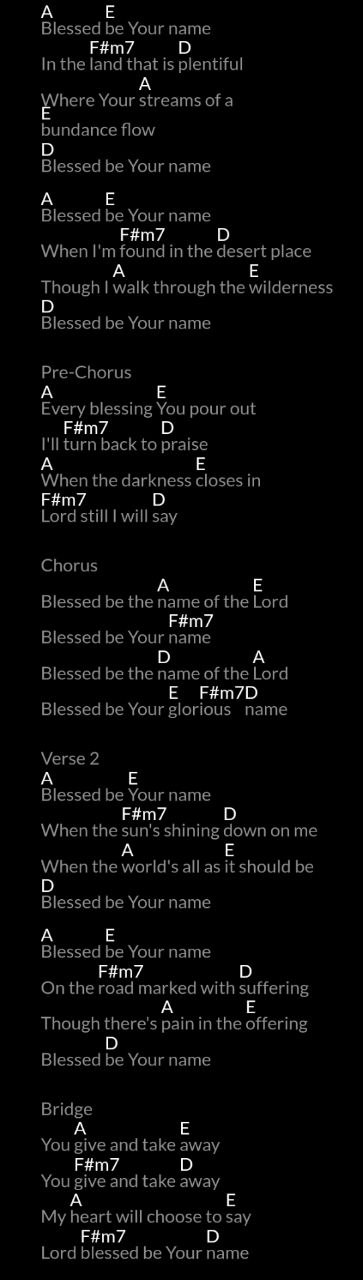 A E
Blessed be Your name
F#m7 D
In the land that is plentiful
A
Where Your streams of a
E
bundance flow
D
Blessed be Your name
A E
Blessed be Your name
F#m7 D
When I'm found in the desert place
A E
Though I walk through the wilderness
D
Blessed be Your name
Pre-Chorus
A E
Every blessing You pour out
F#m7 D
I'll turn back to praise
A E
When the darkness closes in
F#m7 D
Lord still I will say
Chorus
A E
Blessed be the name of the Lord
F#m7
Blessed be Your name
D A
Blessed be the name of the Lord
E F#m7D
Blessed be Your glorious name
Verse 2
A E
Blessed be Your name
F#m7 D
When the sun's shining down on me
A E
When the world's all as it should be
D
Blessed be Your name
A E
Blessed be Your name
F#m7 D
On the road marked with suffering
A E
Though there's pain in the offering
D
Blessed be Your name
Bridge
A E
You give and take away
F#m7 D
You give and take away
A E
My heart will choose to say
F#m7 D
Lord blessed be Your name